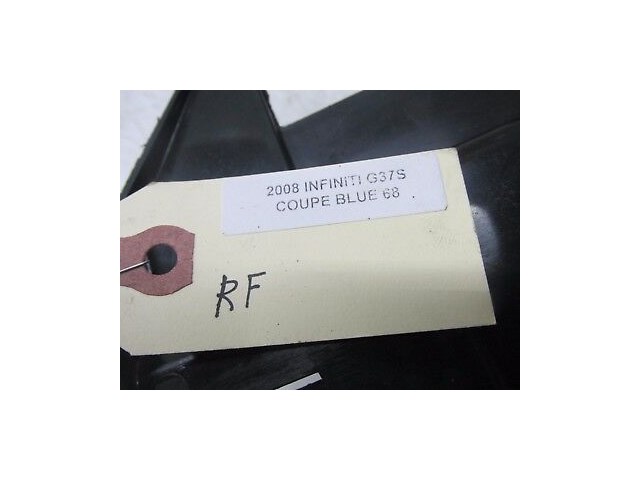 2008 INFINITI G37S
COUPE BLUE 68
RF